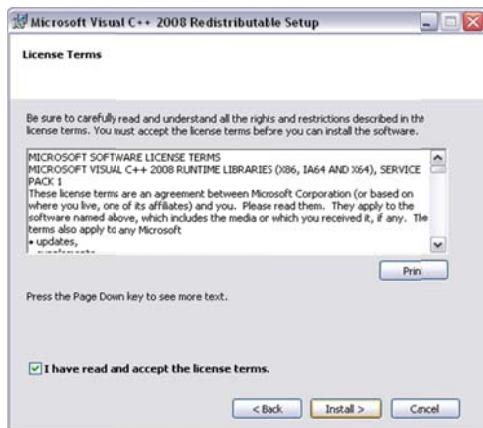 Microsoft Visual C++ 2008 Redistributable Setup
License Terms
Be sure to carefully read and understand all the rights and restrictions described in the
license terms. You must accept the license terms before you can install the software.
MICROSOFT SOFTWARE LICENSE TERMS
MICROSOFT VISUAL C++ 2008 RUNTIME LIBRARIES (X86, IA64 AND X64), SERVICE
PACK 1
These license terms are an agreement between Microsoft Corporation (or based on
where you live, one of its affiliates) and you. Please read them. They apply to the
software named above, which includes the media or which you received it, if any. The
terms also apply to any Microsoft
• updates,
Print
Press the Page Down key to see more text.
I have read and accept the license terms.
< Back
Install >
Cancel